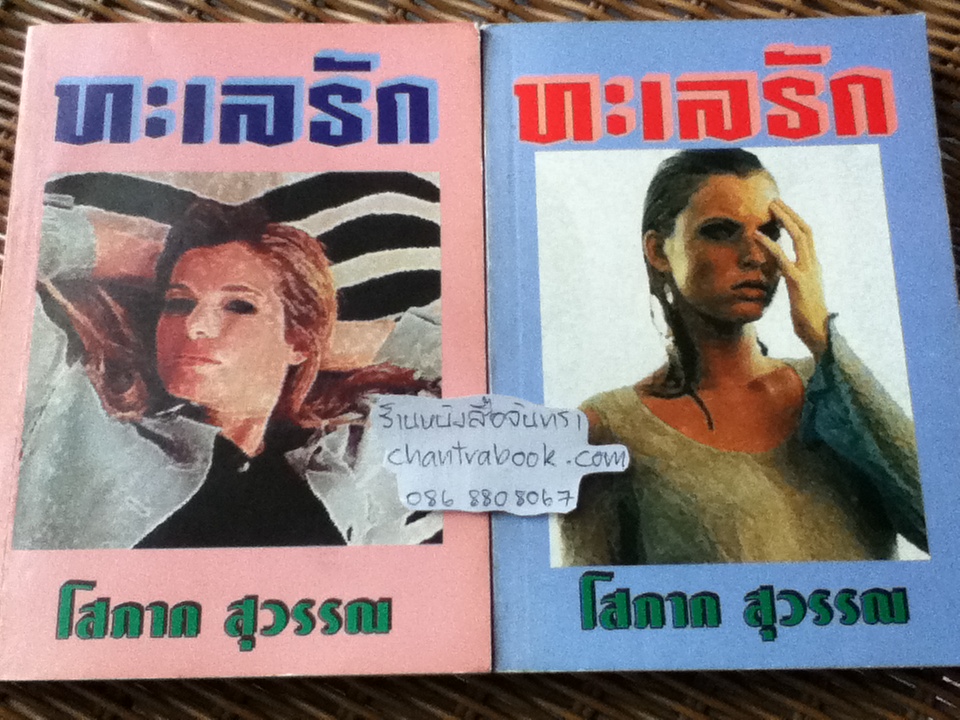 ทะเลรัก
โสภาค สุวรรณ
ทะเลรัก
โสภาค สุวรรณ
ร้านหนังสือจันทรา
chantrabook.com
086 880 8067